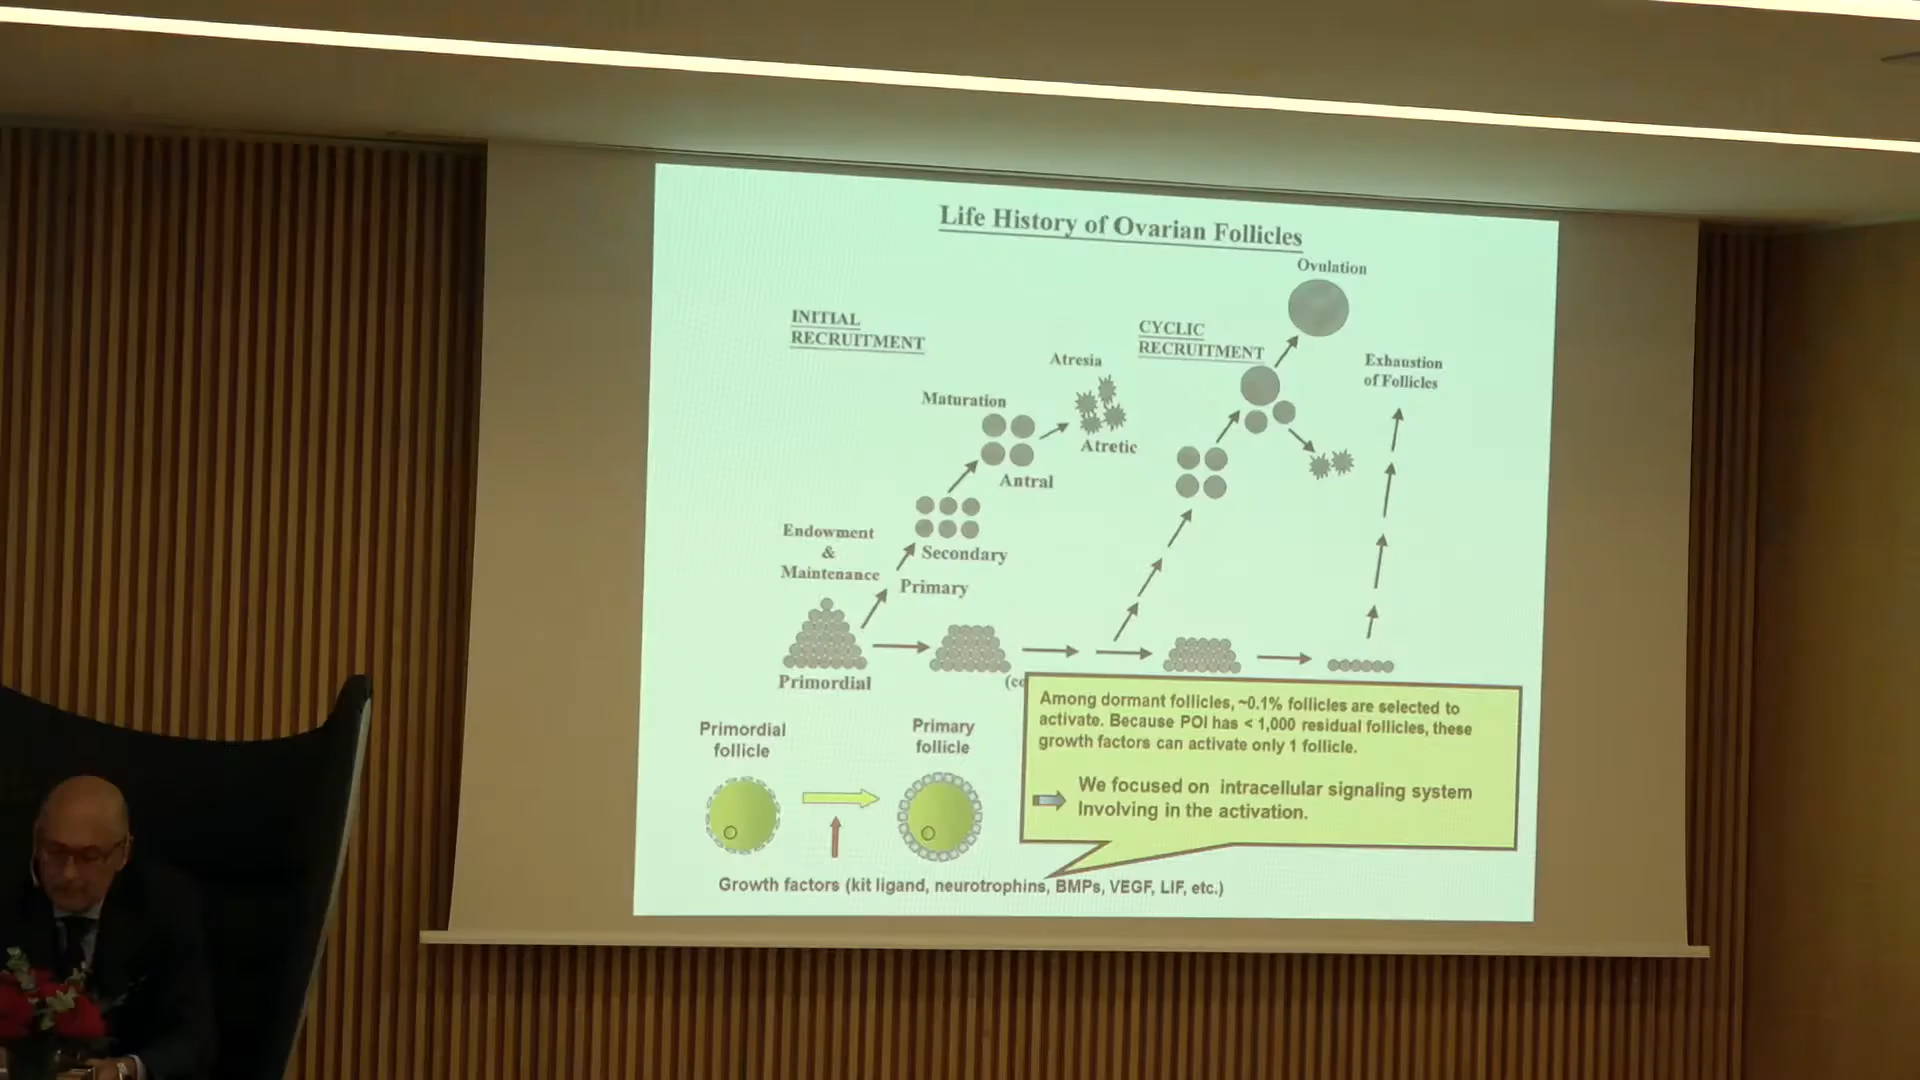 Life History of Ovarian Follicles
Ovulation
INITIAL
RECRUITMENT
CYCLIC
RECRUITMENT
Atresia
Exhaustion
of Follicles
Maturation
Atretic
Antral
Endowment
&
Maintenance
Secondary
Primary
Primordial
Among dormant follicles, ~0.1% follicles are selected to
activate. Because POI has < 1,000 residual follicles, these
growth factors can activate only 1 follicle.
We focused on intracellular signaling system
Involving in the activation.
Primordial
follicle
Primary
follicle
Growth factors (kit ligand, neurotrophins, BMPs, VEGF, LIF, etc.)